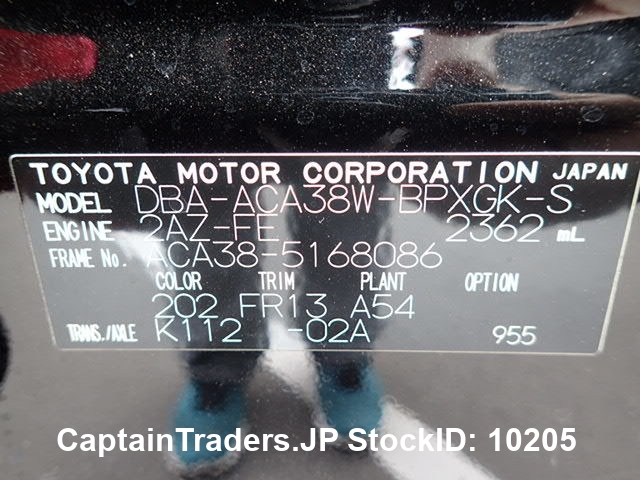 TOYOTA MOTOR CORPORATION JAPAN
MODEL DBA-ACA38W-BPXGK-S
ENGINE 2AZ-FE 2362 mL
FRAME No. ACA38-5168086
COLOR TRIM PLANT OPTION
202 FR13 A54
TRANS./AXLE K112 -02A 955
CaptainTraders.JP StockID: 10205